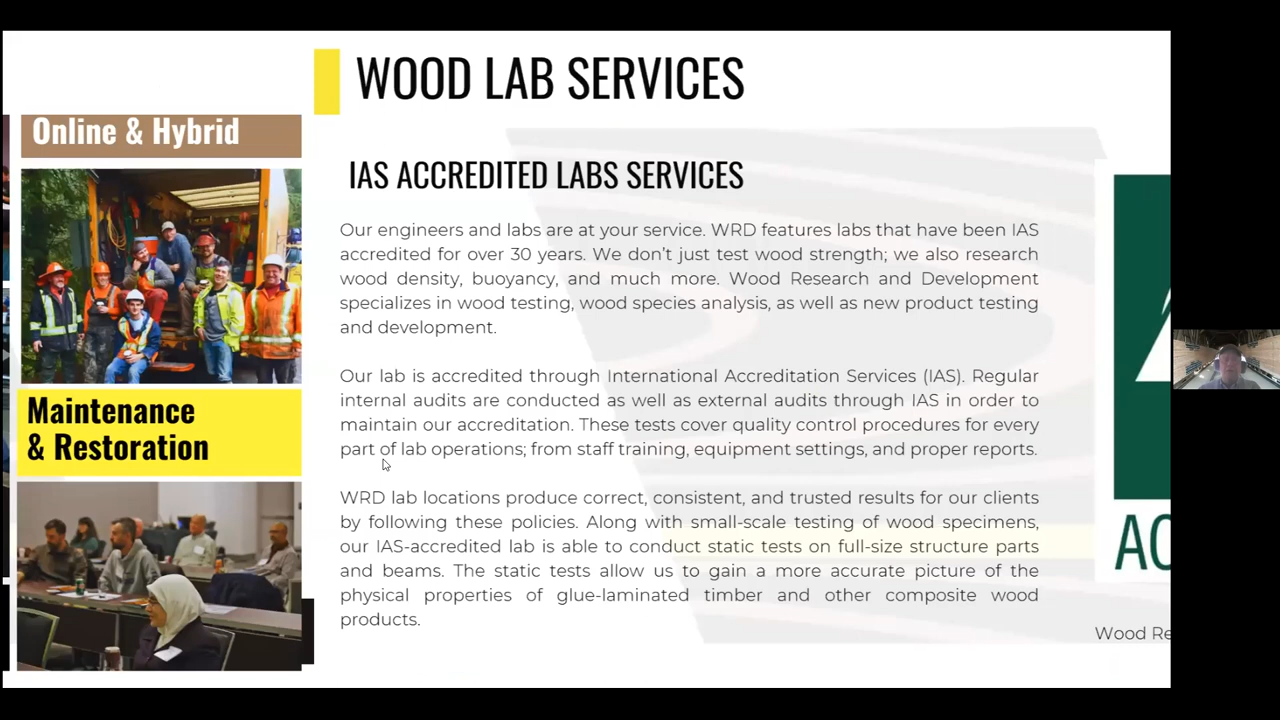 WOOD LAB SERVICES
Online & Hybrid
Maintenance
& Restoration
IAS ACCREDITED LABS SERVICES
Our engineers and labs are at your service. WRD features labs that have been IAS
accredited for over 30 years. We don’t just test wood strength; we also research
wood density, buoyancy, and much more. Wood Research and Development
specializes in wood testing, wood species analysis, as well as new product testing
and development.
Our lab is accredited through International Accreditation Services (IAS). Regular
internal audits are conducted as well as external audits through IAS in order to
maintain our accreditation. These tests cover quality control procedures for every
part of lab operations; from staff training, equipment settings, and proper reports.
WRD lab locations produce correct, consistent, and trusted results for our clients
by following these policies. Along with small-scale testing of wood specimens,
our IAS-accredited lab is able to conduct static tests on full-size structure parts
and beams. The static tests allow us to gain a more accurate picture of the
physical properties of glue-laminated timber and other composite wood
products.
AC
Wood Re